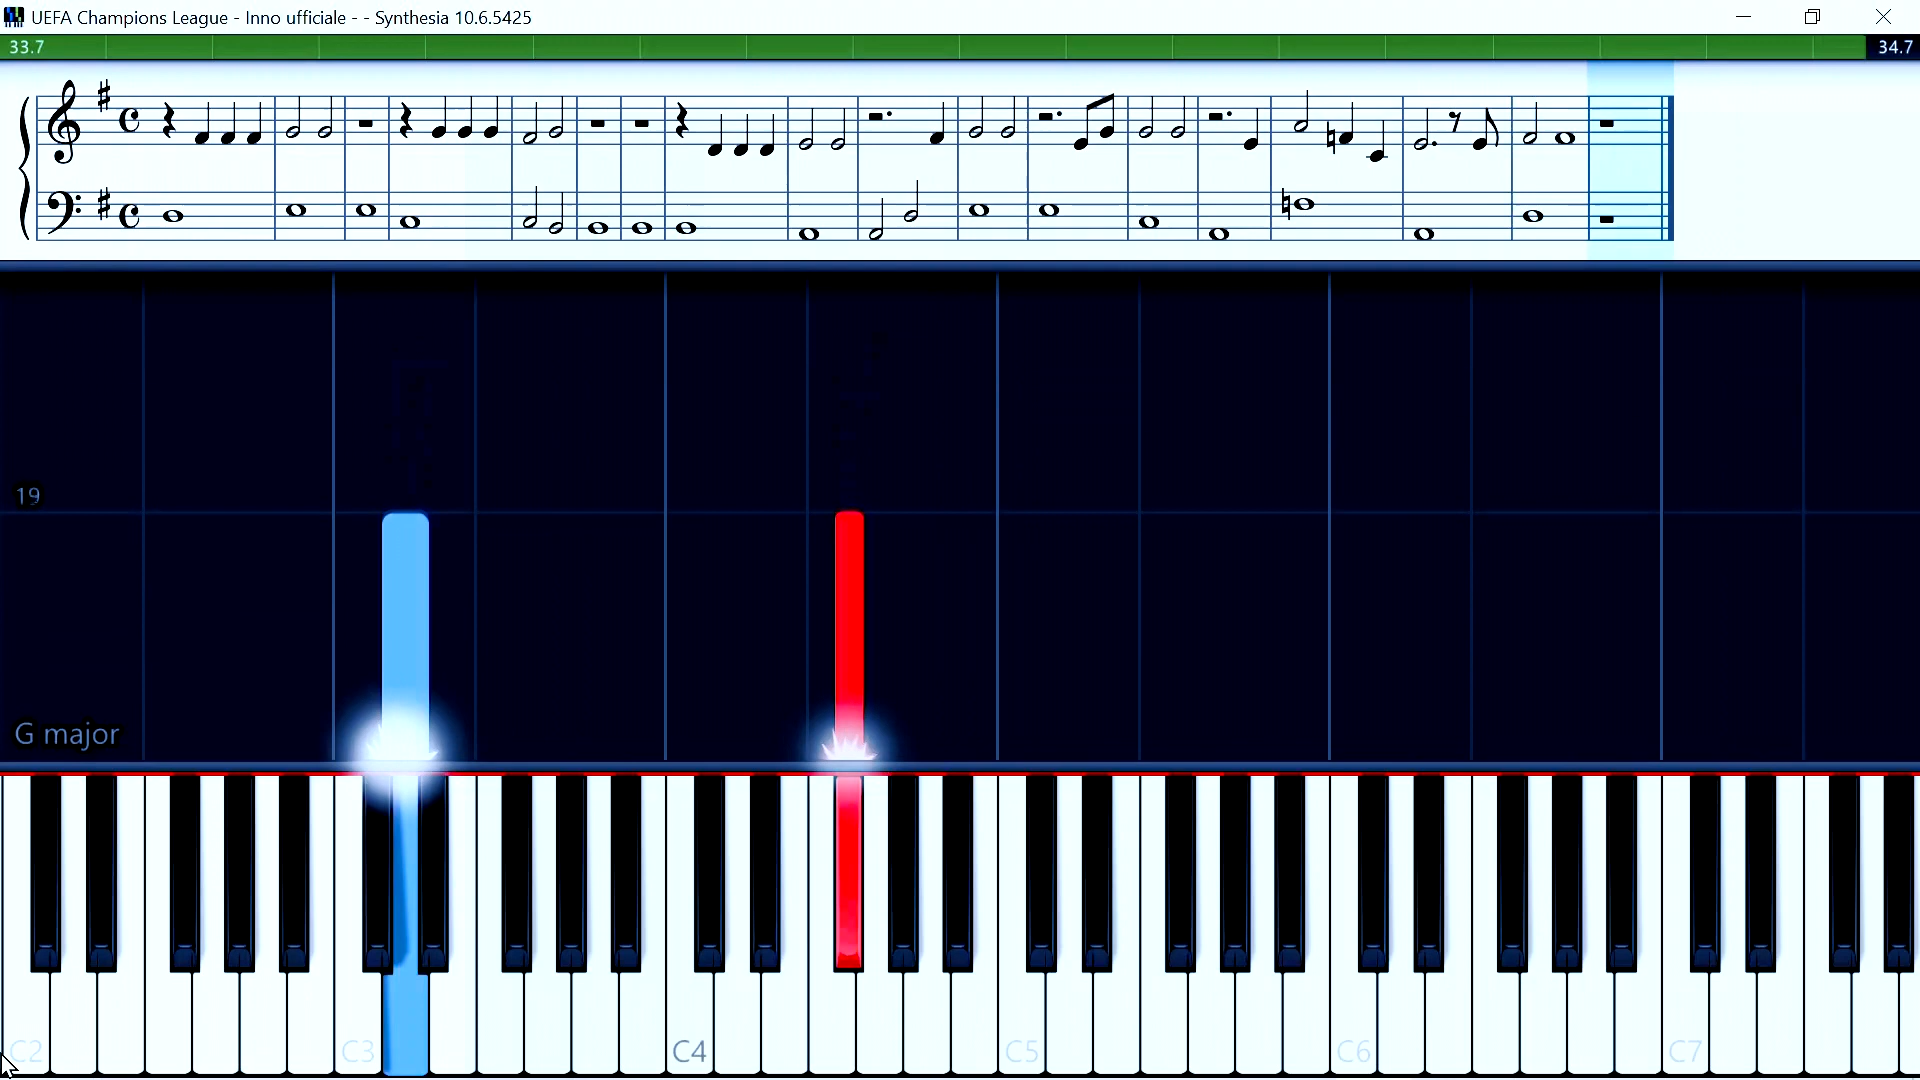 UEFA Champions League - Inno ufficiale - - Synthesia 10.6.5425
33.7
34.7
19
G major
C2 C3 C4 C5 C6 C7